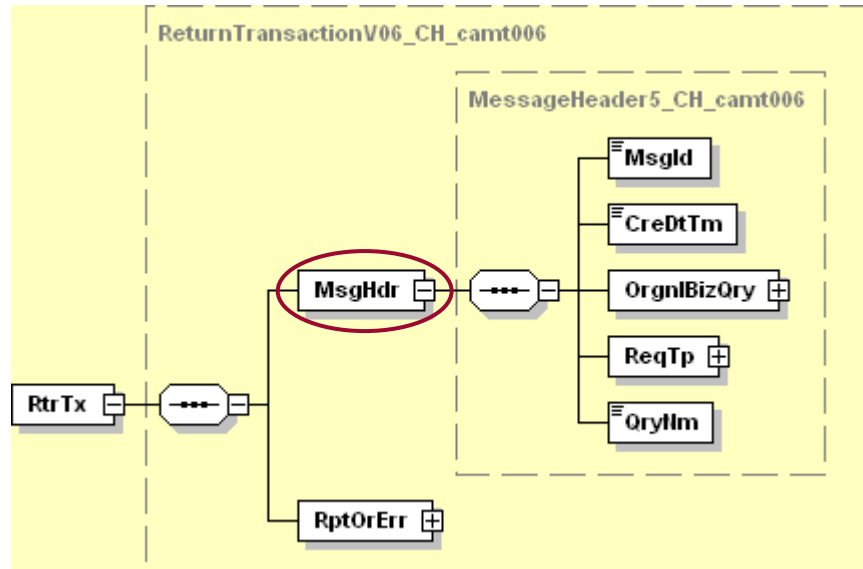 ReturnTransactionV06_CH_camt006
MessageHeader5_CH_camt006
MsgId
CreDtTm
MsgHdr
OrgnlBizQry
ReqTp
RtrTx
QryNm
RptOrErr